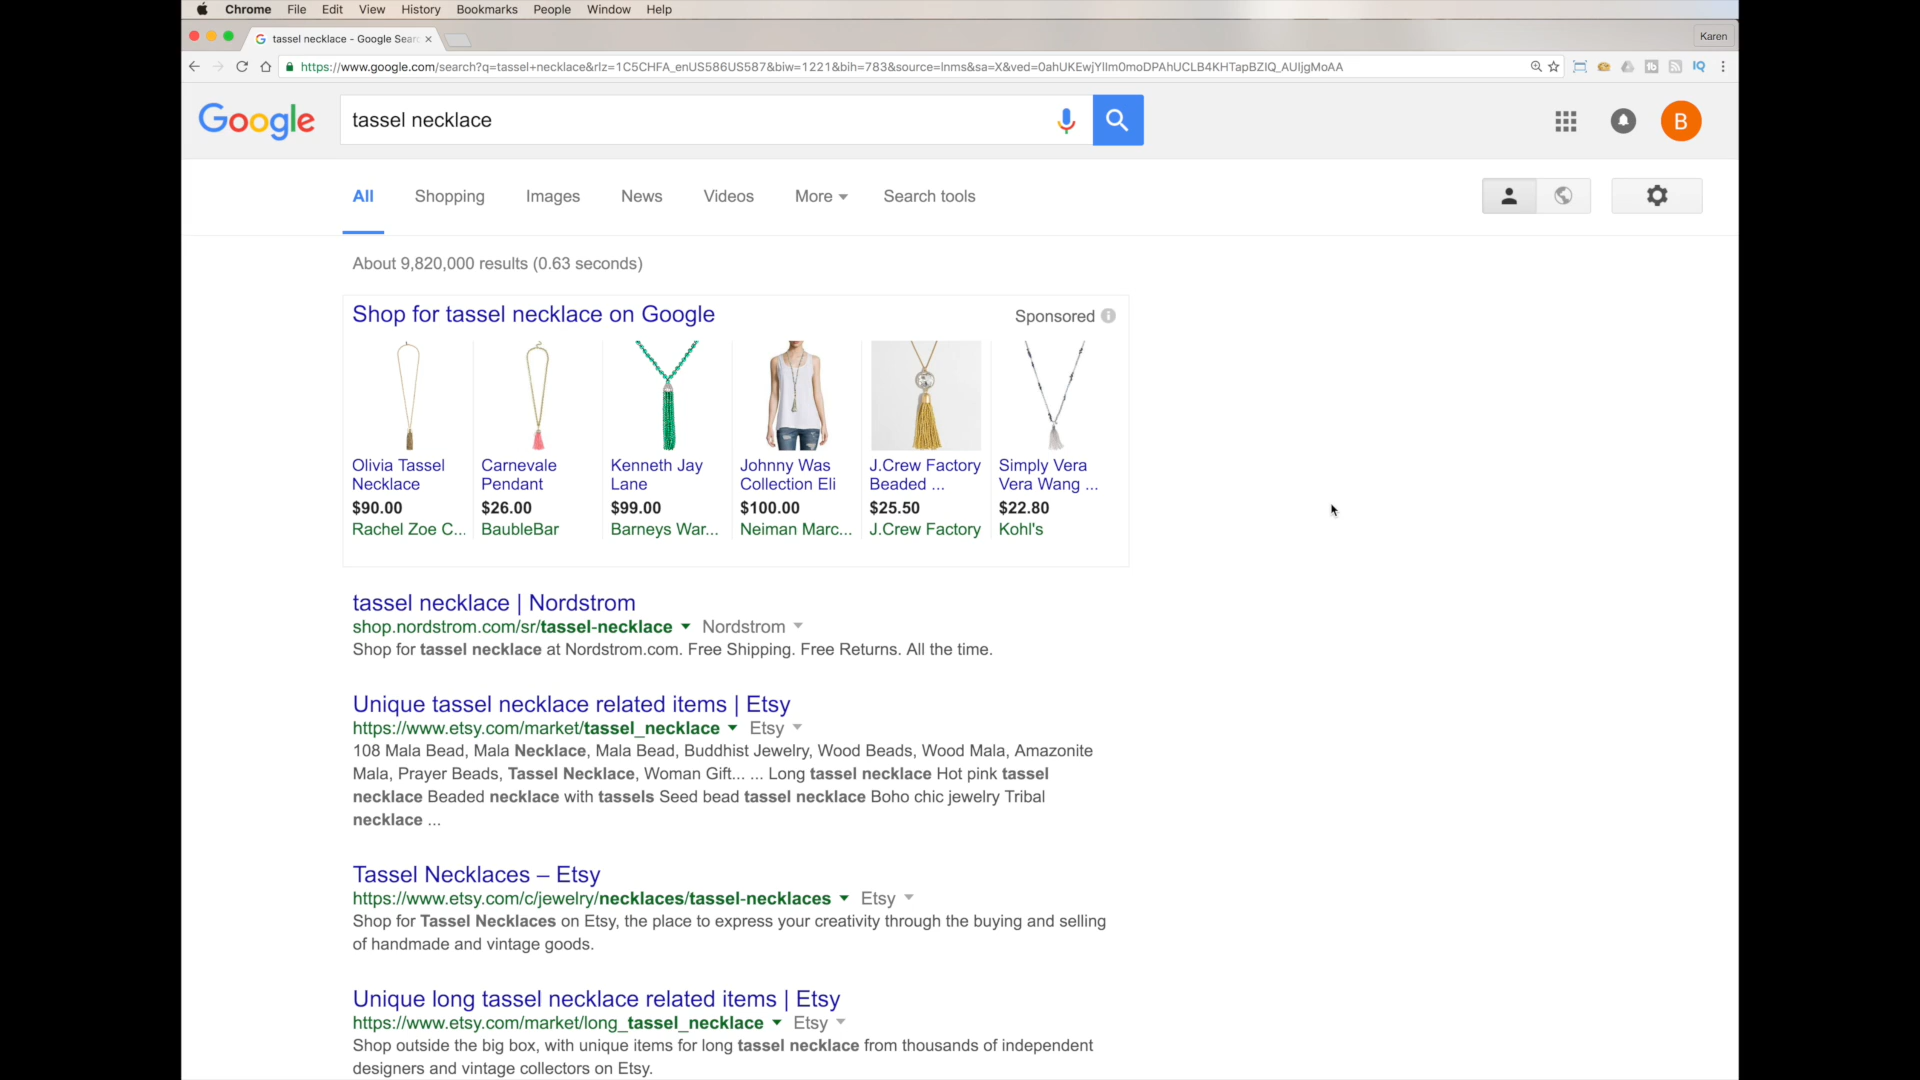 Chrome File Edit View History Bookmarks People Window Help
tassel necklace - Google Sear
Karen
https://www.google.com/search?q=tassel+necklace&rlz=1C5CHFA_enUS586US587&biw=1221&bih=783&source=lnms&sa=X&ved=0ahUKEwjYlIm0moDPAhUCLB4KHTapBZIQ_AUIjgMoAA
IQ
Google
tassel necklace
B
All Shopping Images News Videos More Search tools
About 9,820,000 results (0.63 seconds)
Shop for tassel necklace on Google
Sponsored
Olivia Tassel
Necklace
$90.00
Rachel Zoe C...
Carnevale
Pendant
$26.00
BaubleBar
Kenneth Jay
Lane
$99.00
Barneys War...
Johnny Was
Collection Eli
$100.00
Neiman Marc...
J.Crew Factory
Beaded ...
$25.50
J.Crew Factory
Simply Vera
Vera Wang ...
$22.80
Kohl's
tassel necklace | Nordstrom
shop.nordstrom.com/sr/tassel-necklace Nordstrom
Shop for tassel necklace at Nordstrom.com. Free Shipping. Free Returns. All the time.
Unique tassel necklace related items | Etsy
https://www.etsy.com/market/tassel_necklace Etsy
108 Mala Bead, Mala Necklace, Mala Bead, Buddhist Jewelry, Wood Beads, Wood Mala, Amazonite
Mala, Prayer Beads, Tassel Necklace, Woman Gift... ... Long tassel necklace Hot pink tassel
necklace Beaded necklace with tassels Seed bead tassel necklace Boho chic jewelry Tribal
necklace ...
Tassel Necklaces – Etsy
https://www.etsy.com/c/jewelry/necklaces/tassel-necklaces Etsy
Shop for Tassel Necklaces on Etsy, the place to express your creativity through the buying and selling
of handmade and vintage goods.
Unique long tassel necklace related items | Etsy
https://www.etsy.com/market/long_tassel_necklace Etsy
Shop outside the big box, with unique items for long tassel necklace from thousands of independent
designers and vintage collectors on Etsy.